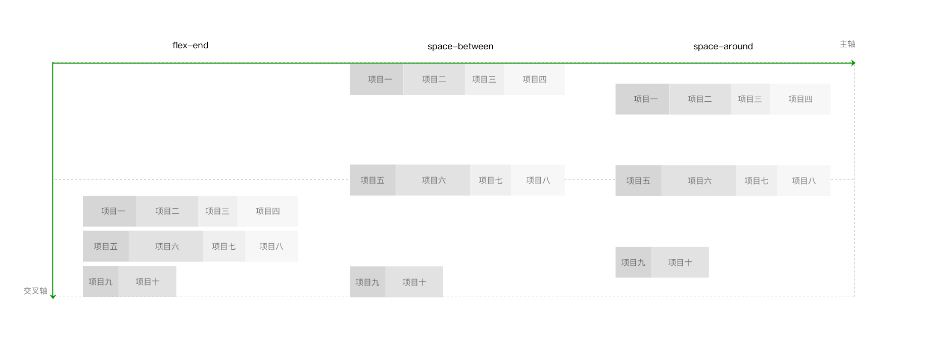 flex-end
space-between
space-around
主轴
项目一 项目二 项目三 项目四
项目五 项目六 项目七 项目八
项目九 项目十
项目一 项目二 项目三 项目四
项目五 项目六 项目七 项目八
项目九 项目十
项目一 项目二 项目三 项目四
项目五 项目六 项目七 项目八
项目九 项目十
交叉轴